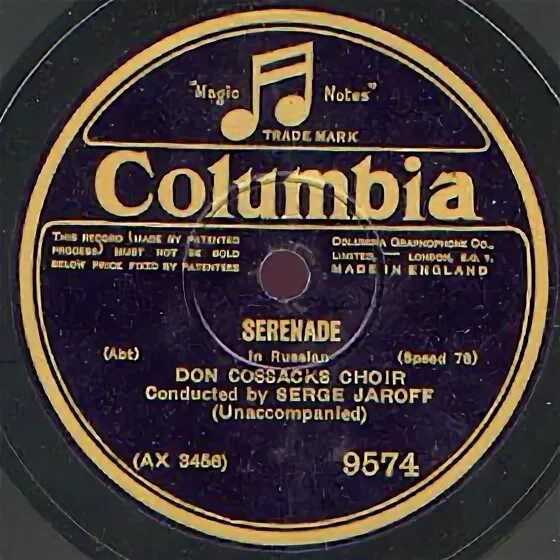 "Magic Notes"
TRADE MARK
Columbia
THIS RECORD (MADE BY PATENTED
PROCESS) MUST NOT BE SOLD
BELOW PRICE FIXED BY PATENTEES
COLUMBIA GRAPHOPHONE CO.,
LIMITED, — LONDON, E.C. 1.
MADE IN ENGLAND
SERENADE
(Abt)
In Russian
(Speed 78)
DON COSSACKS CHOIR
Conducted by SERGE JAROFF
(Unaccompanied)
(AX 3456)
9574